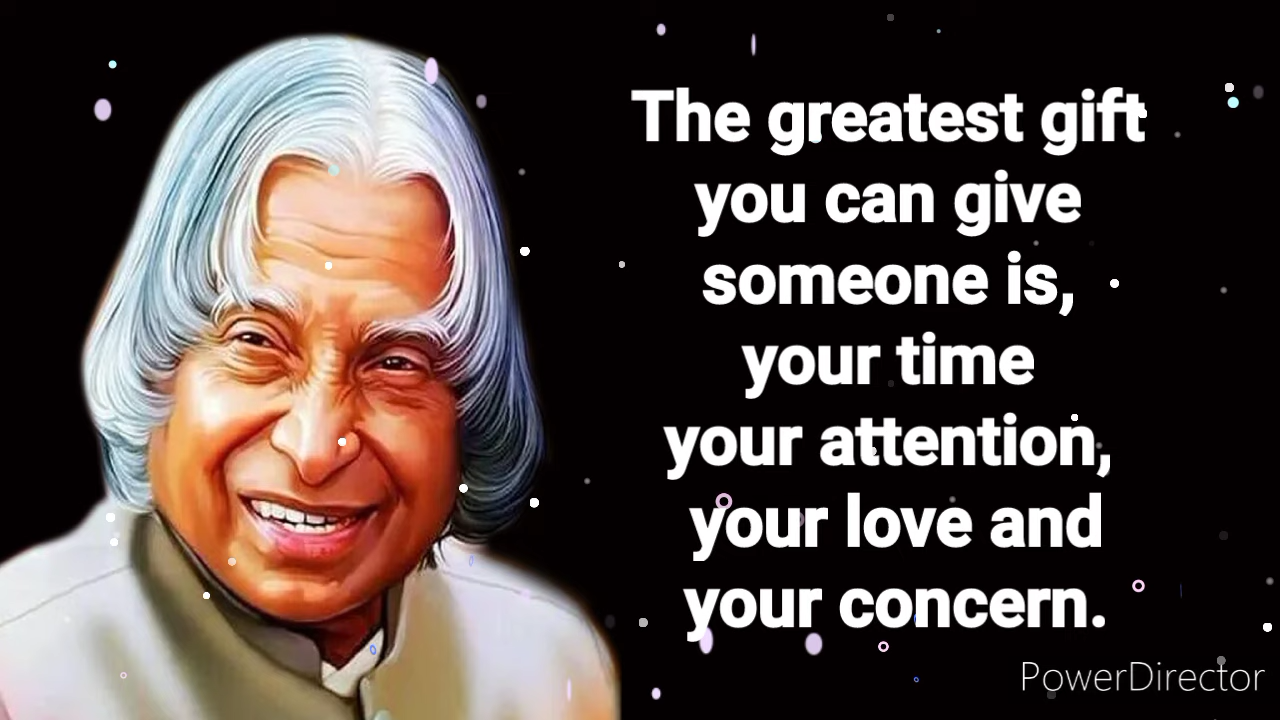 The greatest gift
you can give
someone is,
your time
your attention,
your love and
your concern.
PowerDirector